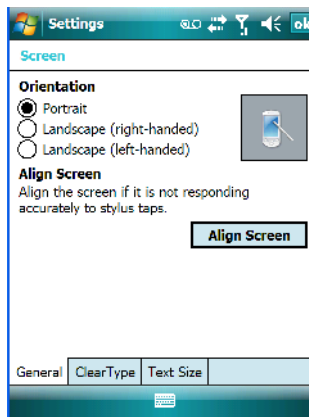 Settings
ok
Screen
Orientation
Portrait
Landscape (right-handed)
Landscape (left-handed)
Align Screen
Align the screen if it is not responding
accurately to stylus taps.
Align Screen
General ClearType Text Size